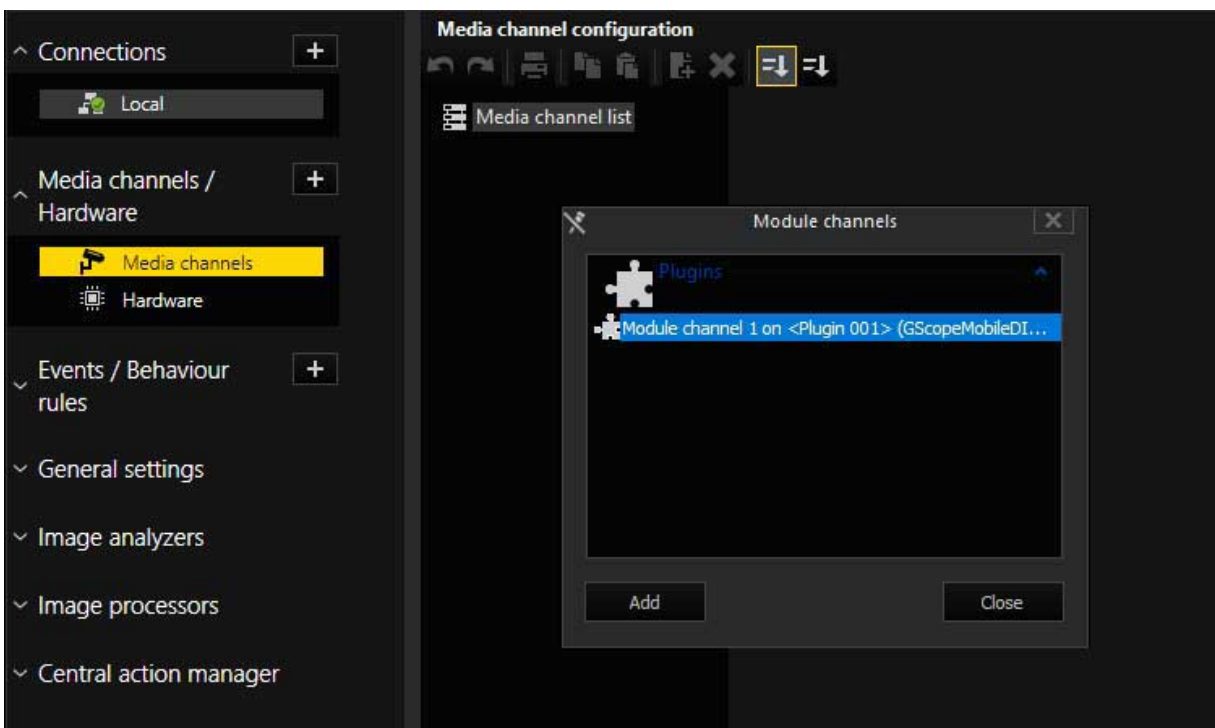 Connections
Local
Media channels /
Hardware
Media channels
Hardware
Events / Behaviour
rules
General settings
Image analyzers
Image processors
Central action manager
Media channel configuration
Media channel list
Module channels
Plugins
Module channel 1 on <Plugin 001> (GScopeMobileDI...
Add
Close